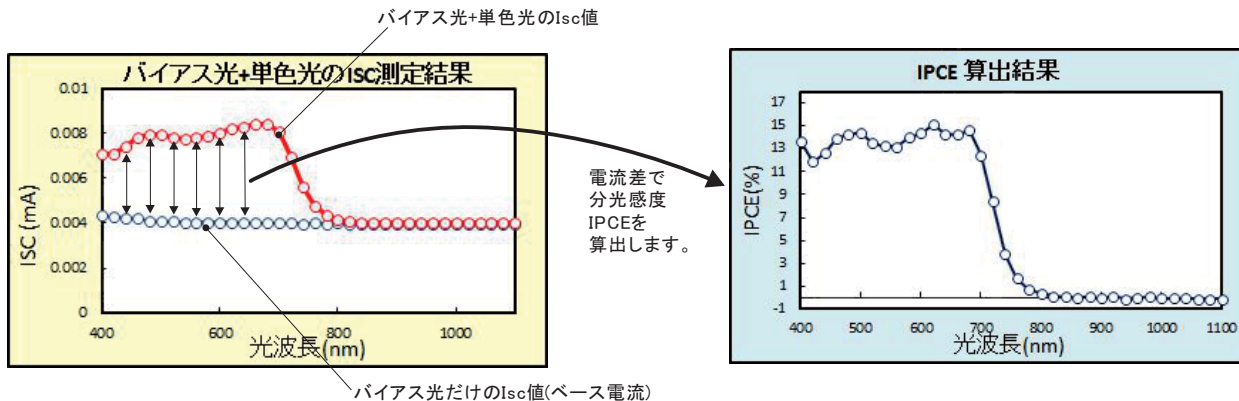 バイアス光+単色光のIsc値
バイアス光+単色光のISC測定結果
0.01
0.008
0.006
0.004
0.002
0
ISC (mA)
400
600
800
1000
光波長(nm)
バイアス光だけのIsc値(ベース電流)
電流差で
分光感度
IPCEを
算出します。
IPCE 算出結果
17
15
13
11
9
7
5
3
1
-1
IPCE(%)
400
500
600
700
800
900
1000
1100
光波長(nm)